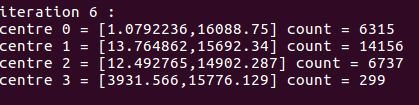 iteration 6 :
centre 0 = [1.0792236,16088.75] count = 6315
centre 1 = [13.764862,15692.34] count = 14156
centre 2 = [12.492765,14902.287] count = 6737
centre 3 = [3931.566,15776.129] count = 299